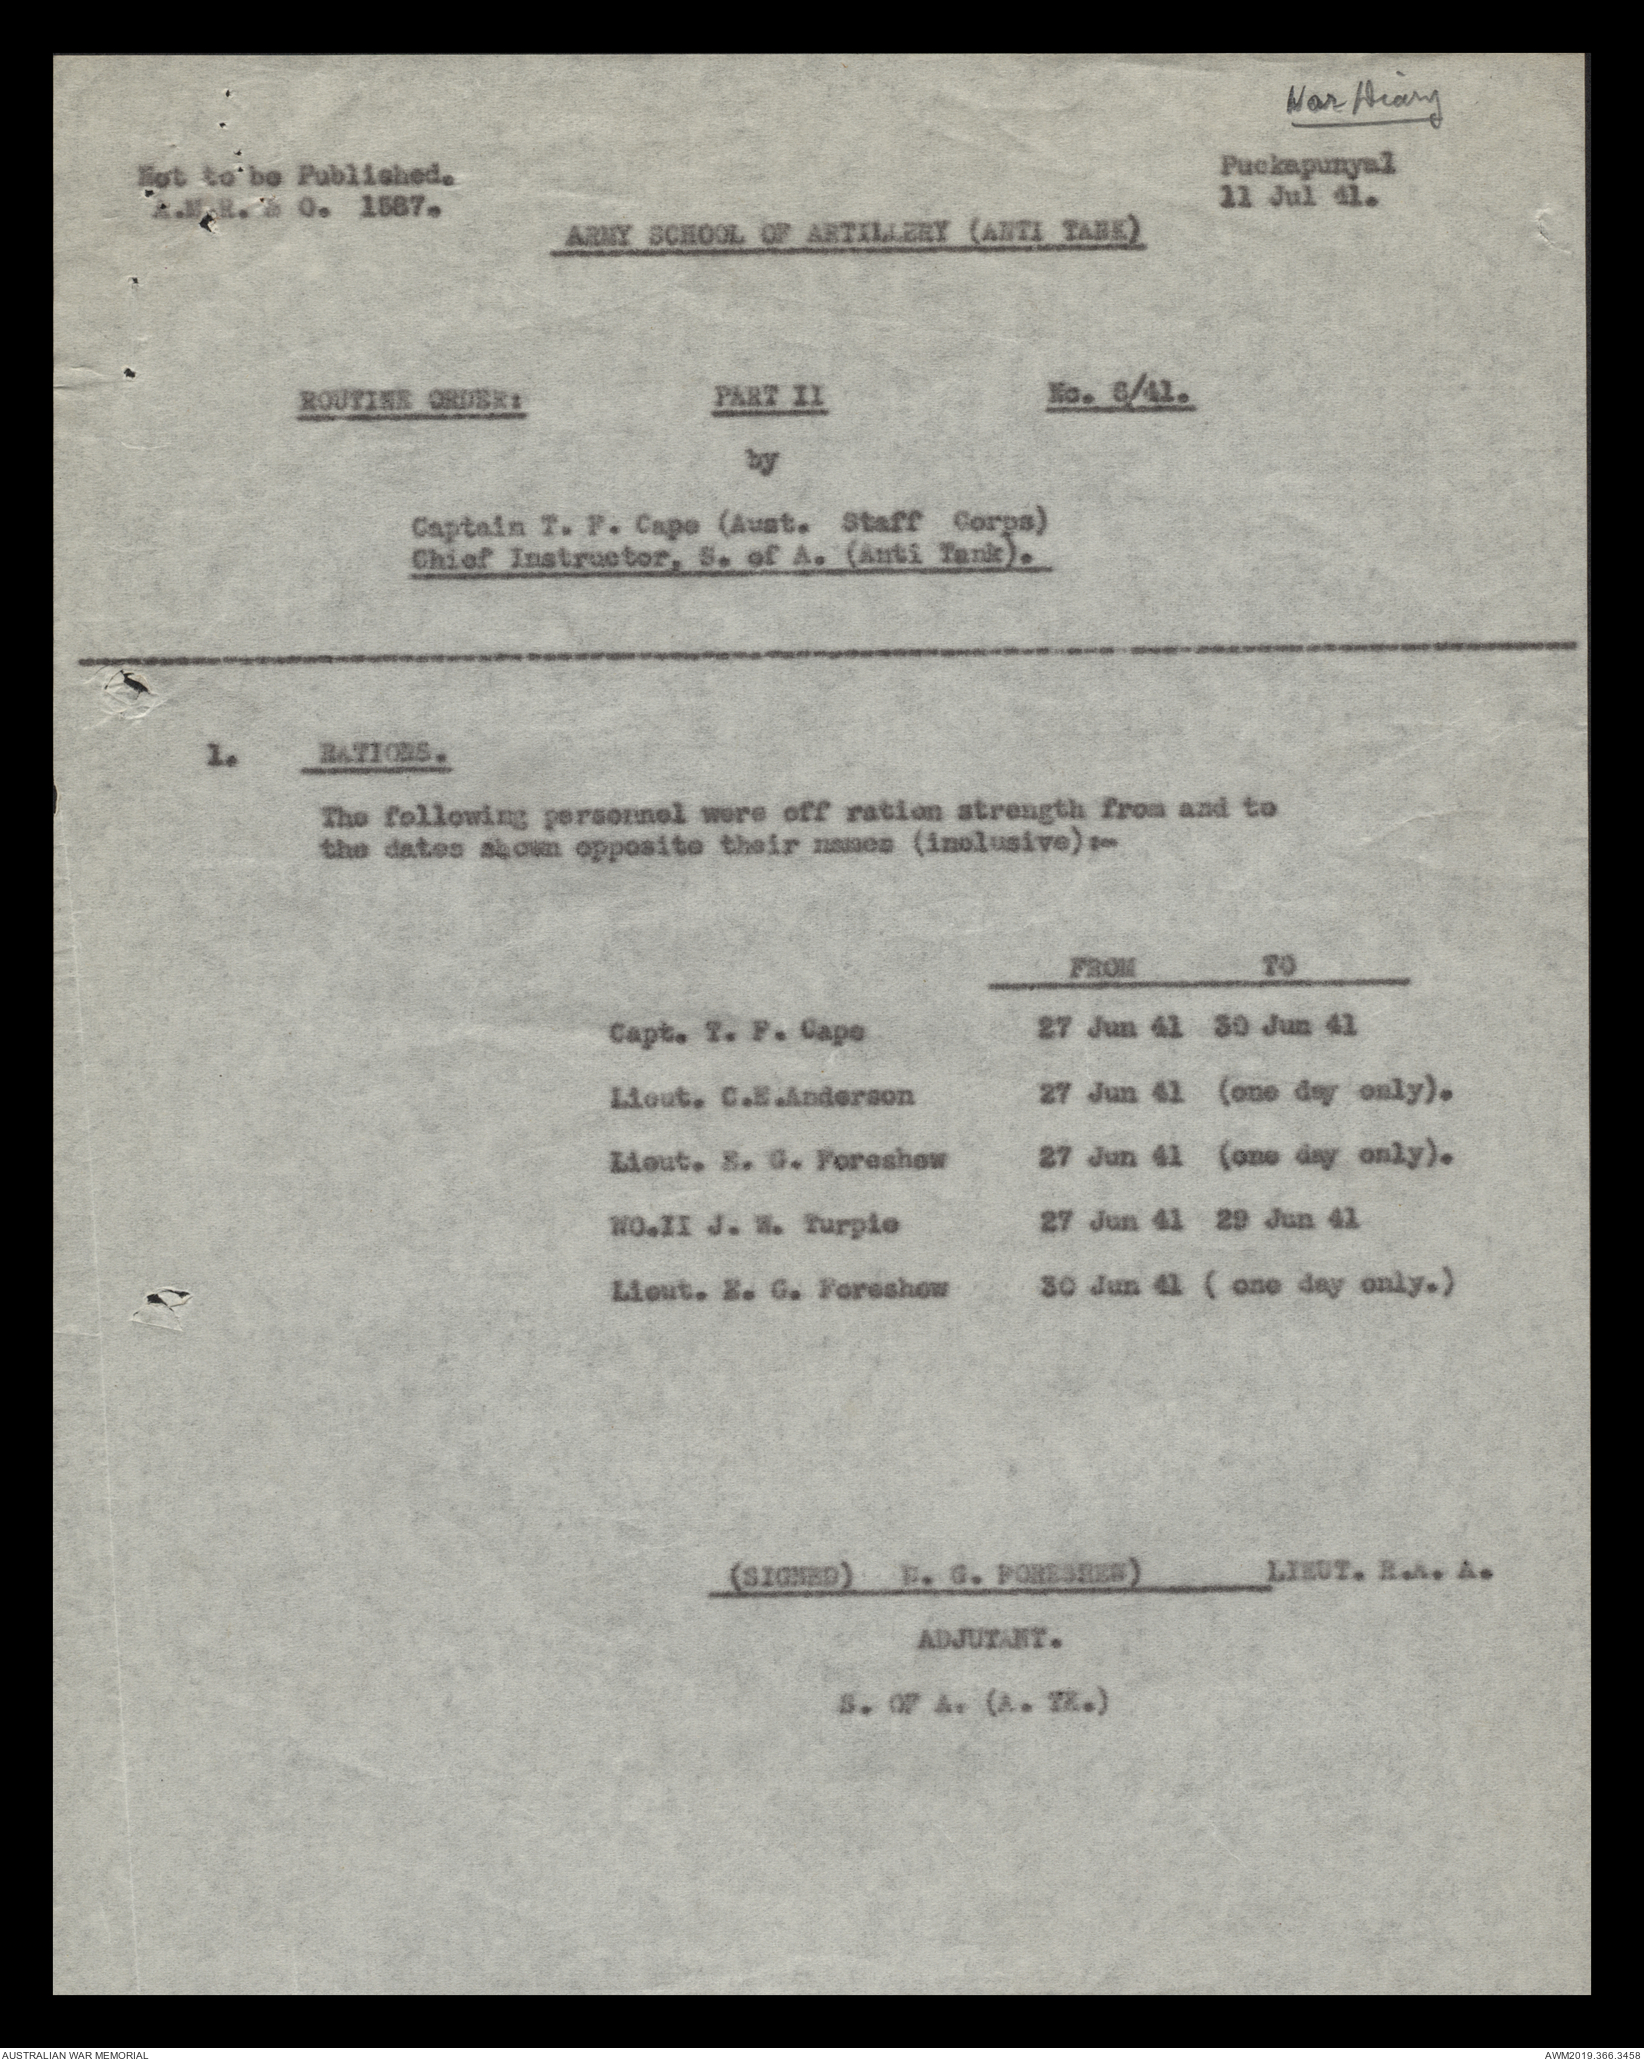 War Diary
Not to be Published.
A.M.R. & O. 1587.
Puckapunyal
11 Jul 41.
ARMY SCHOOL OF ARTILLERY (ANTI TANK)
ROUTINE ORDER: PART II No. 6/41.
by
Captain T. F. Cape (Aust. Staff Corps)
Chief Instructor, S. of A. (Anti Tank).
1. RATIONS.
The following personnel were off ration strength from and to
the dates shown opposite their names (inclusive):-
FROM TO
Capt. T. F. Cape 27 Jun 41 30 Jun 41
Lieut. C.E.Anderson 27 Jun 41 (one day only).
Lieut. E. G. Foreshew 27 Jun 41 (one day only).
WO.II J. W. Turpie 27 Jun 41 29 Jun 41
Lieut. E. G. Foreshew 30 Jun 41 ( one day only.)
(SIGNED) E. G. FORESHEW) LIEUT. R.A. A.
ADJUTANT.
S. OF A. (A. TK.)
AUSTRALIAN WAR MEMORIAL AWM2019.366.3458